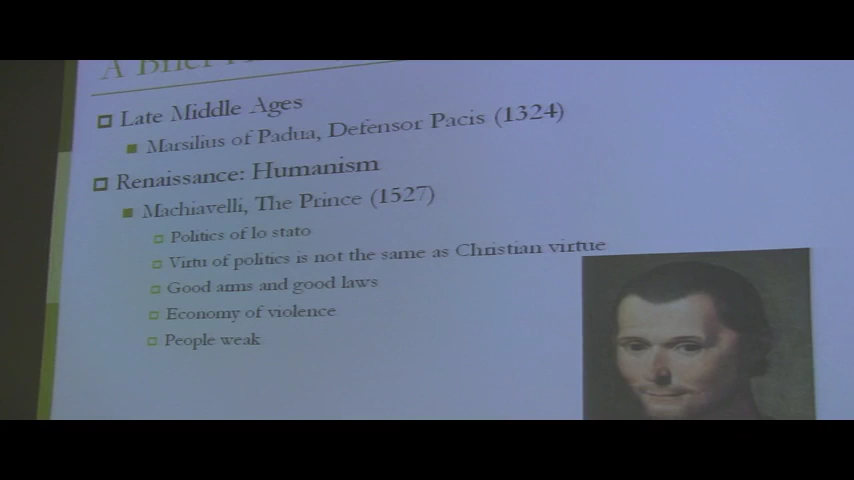 A Brief
Late Middle Ages
Marsilius of Padua, Defensor Pacis (1324)
Renaissance: Humanism
Machiavelli, The Prince (1527)
Politics of lo stato
Virtu of politics is not the same as Christian virtue
Good arms and good laws
Economy of violence
People weak